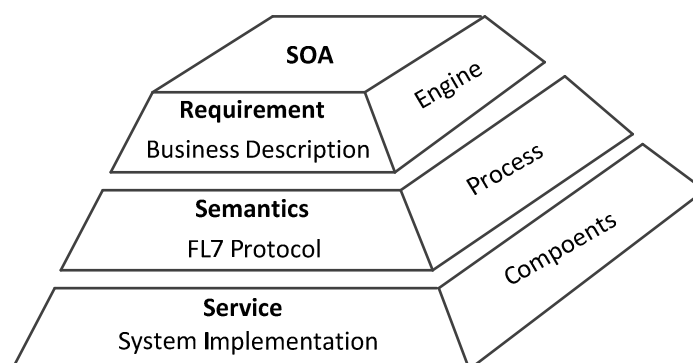 SOA
Engine
Requirement
Business Description
Process
Semantics
FL7 Protocol
Compoents
Service
System Implementation